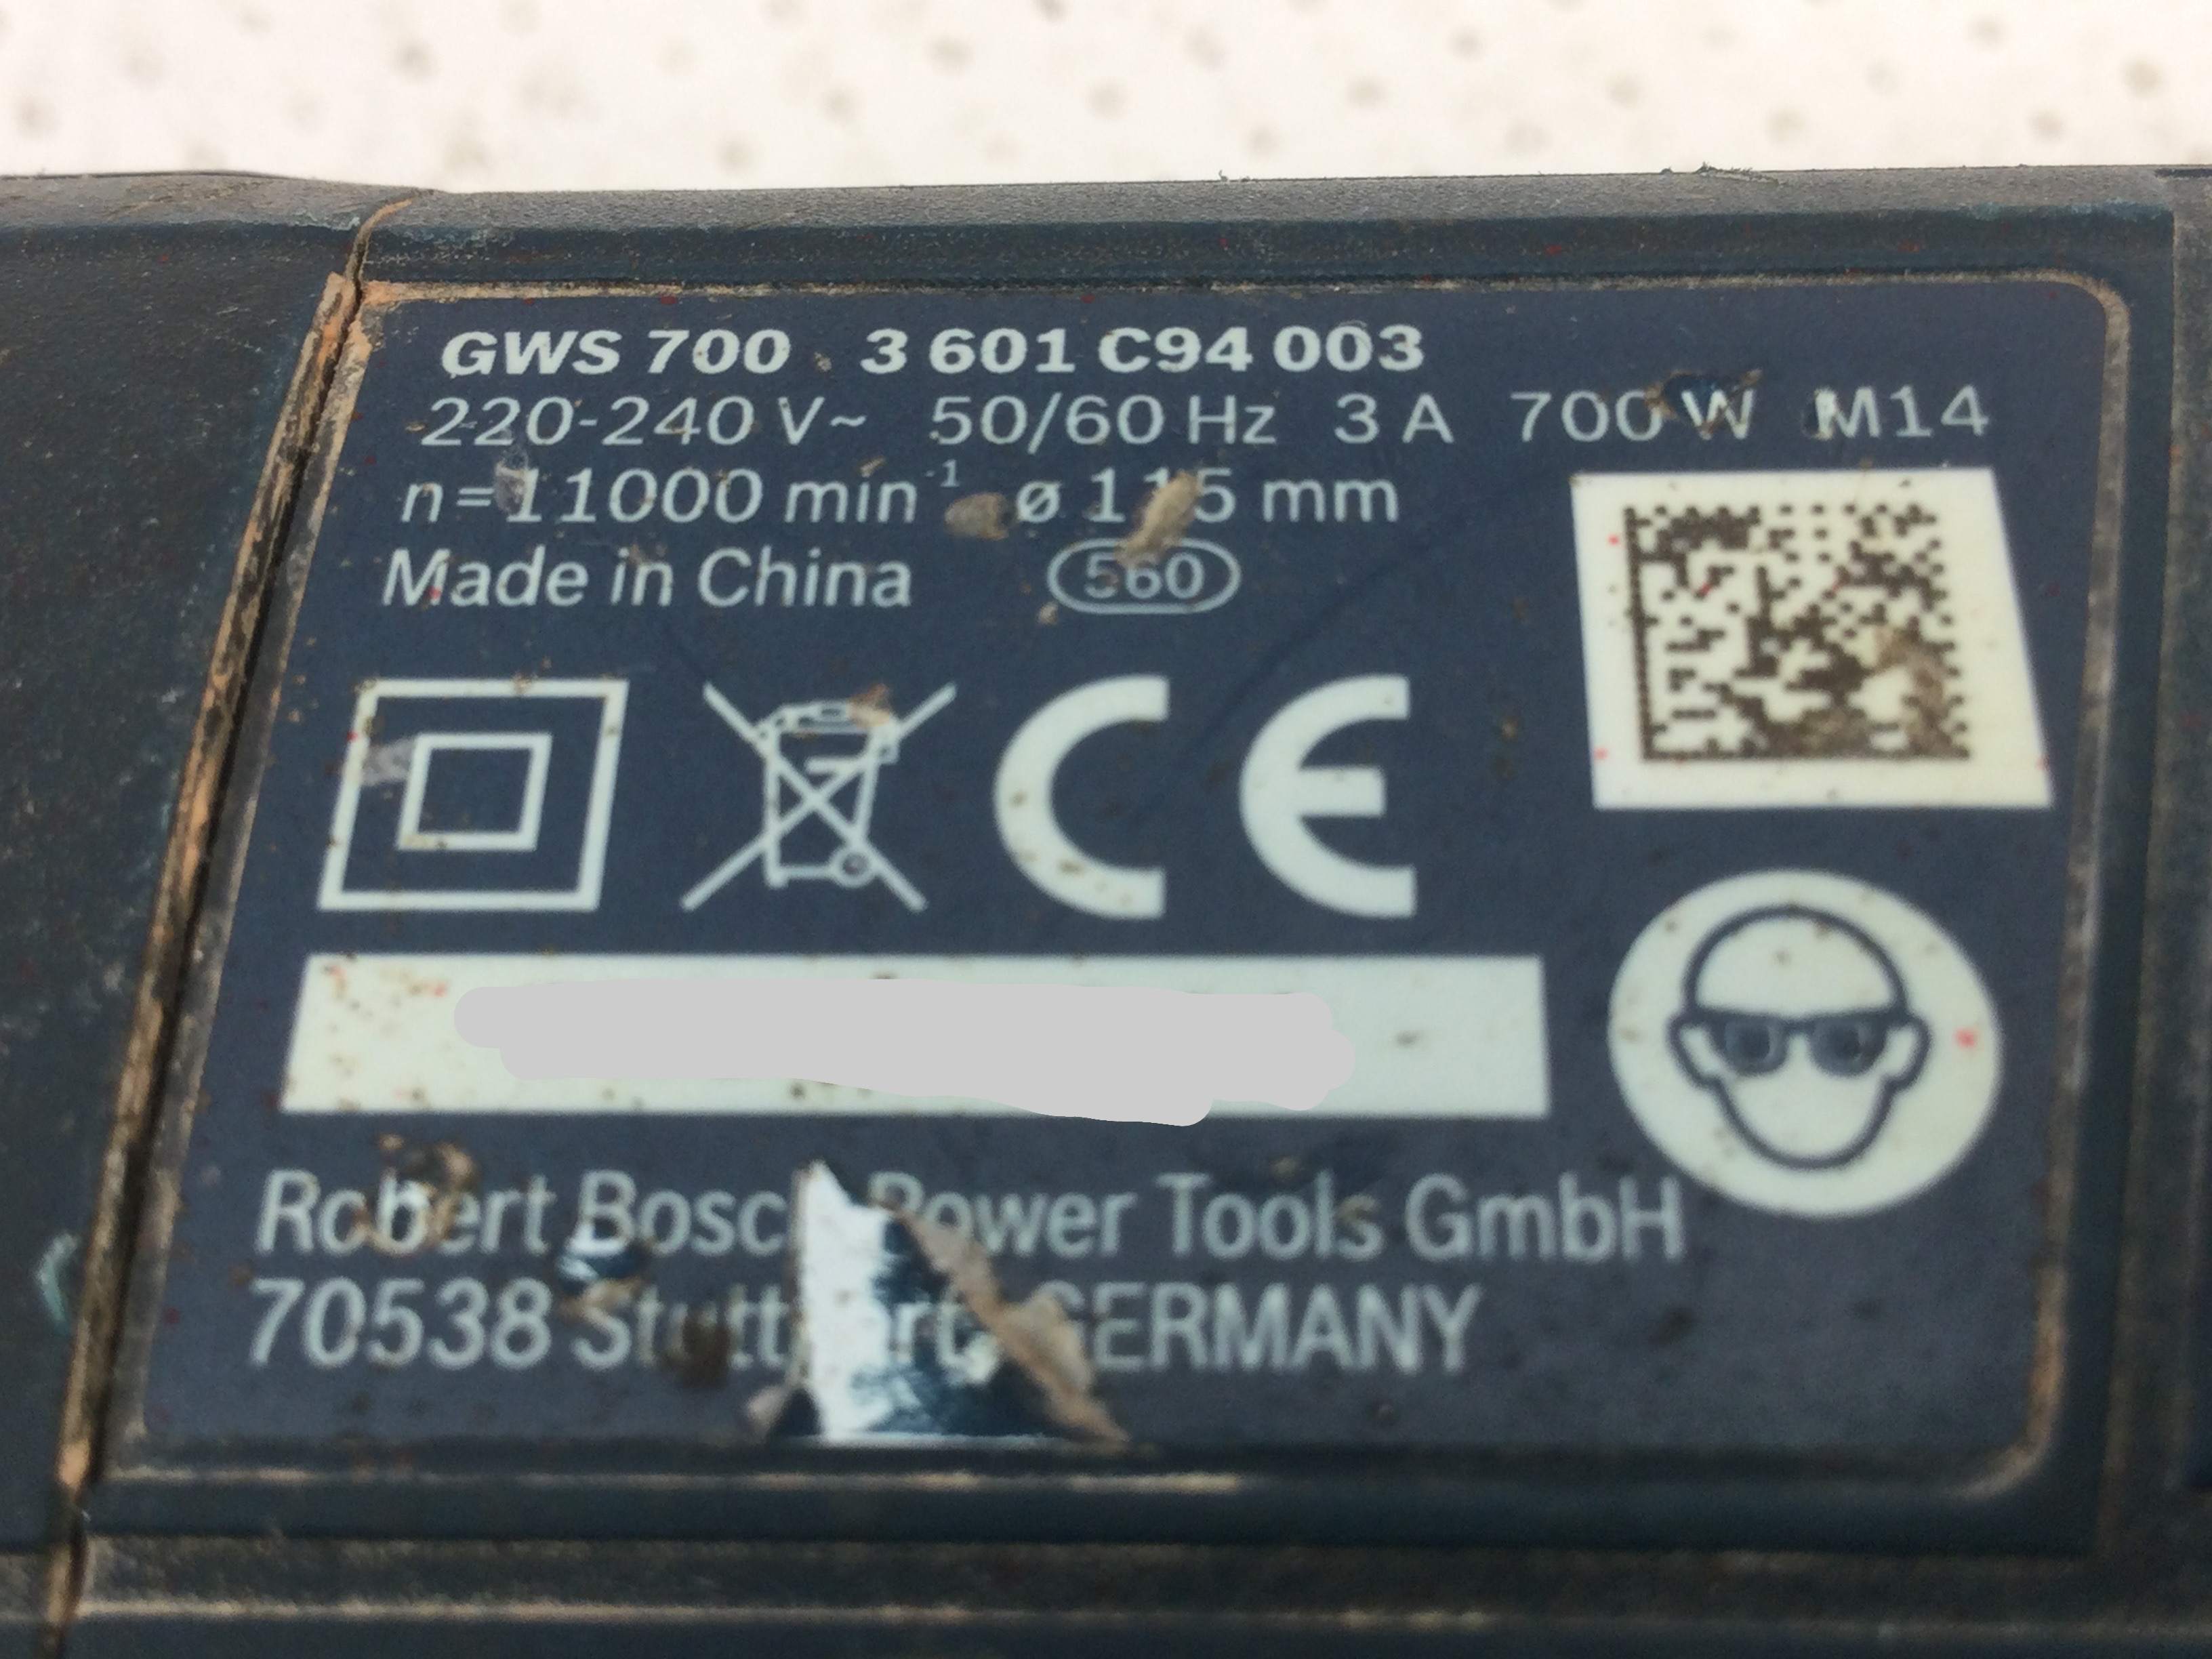 GWS 700 3 601 C94 003
220-240 V~ 50/60 Hz 3 A 700 W M14
n=11000 min⁻¹ ø 115 mm
Made in China 560
CE
Robert Bosch Power Tools GmbH
70538 Stuttgart GERMANY